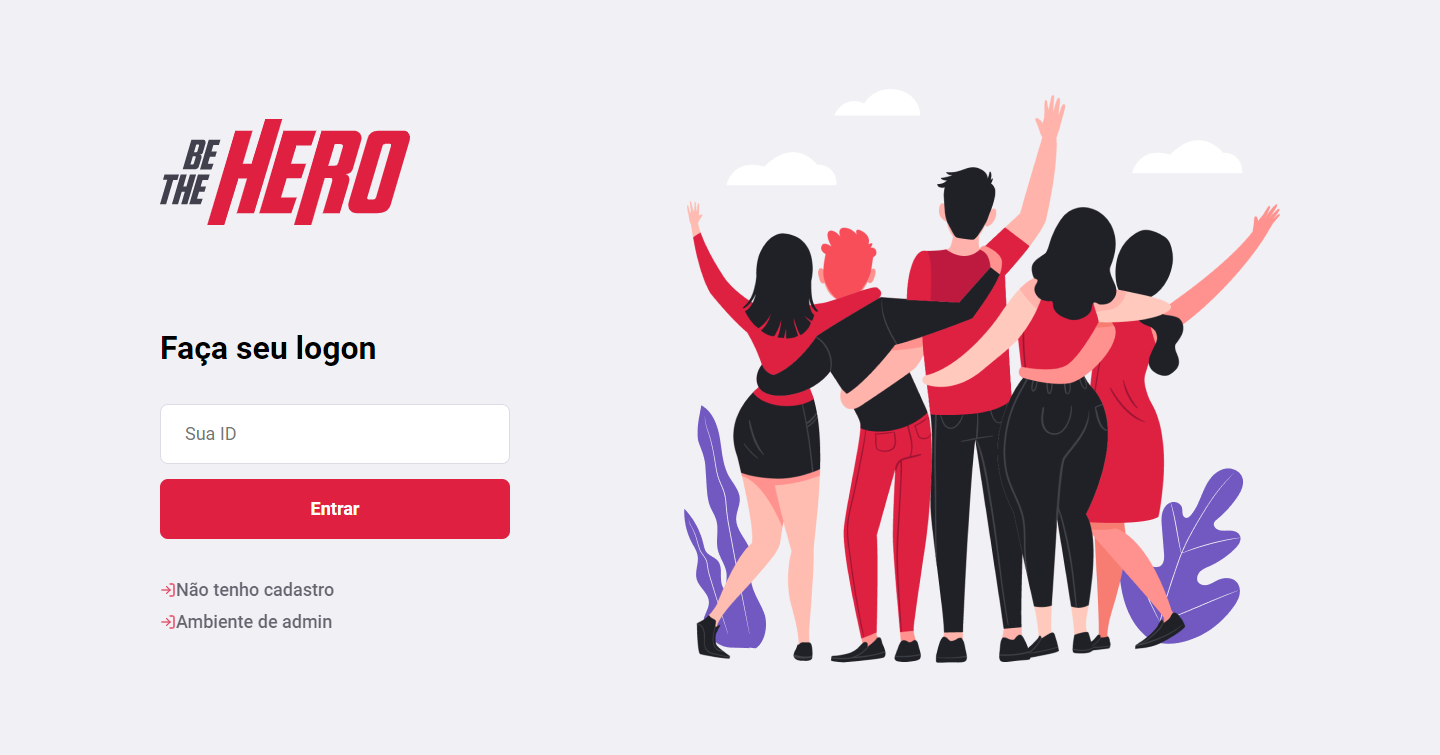 BE
THE HERO
Faça seu logon
Sua ID
Entrar
Não tenho cadastro
Ambiente de admin